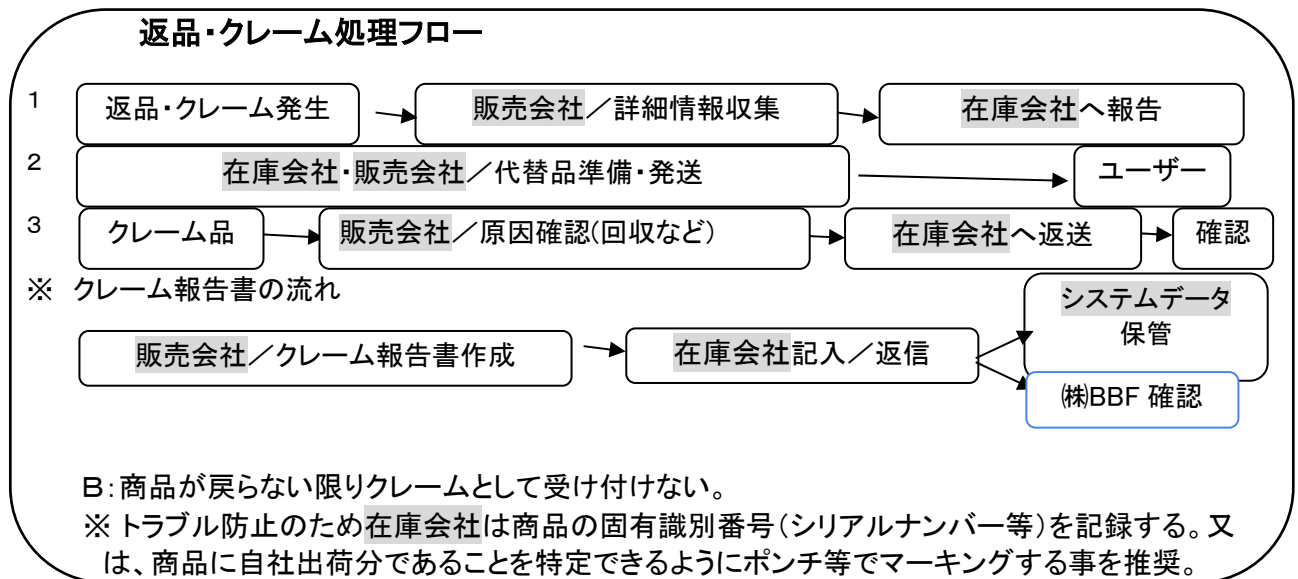 返品・クレーム処理フロー
1 返品・クレーム発生 販売会社／詳細情報収集 在庫会社へ報告
2 在庫会社・販売会社／代替品準備・発送 ユーザー
3 クレーム品 販売会社／原因確認(回収など) 在庫会社へ返送 確認
※ クレーム報告書の流れ
システムデータ
保管
販売会社／クレーム報告書作成 在庫会社記入／返信
㈱BBF 確認
B：商品が戻らない限りクレームとして受け付けない。
※ トラブル防止のため在庫会社は商品の固有識別番号（シリアルナンバー等）を記録する。又
は、商品に自社出荷分であることを特定できるようにポンチ等でマーキングする事を推奨。